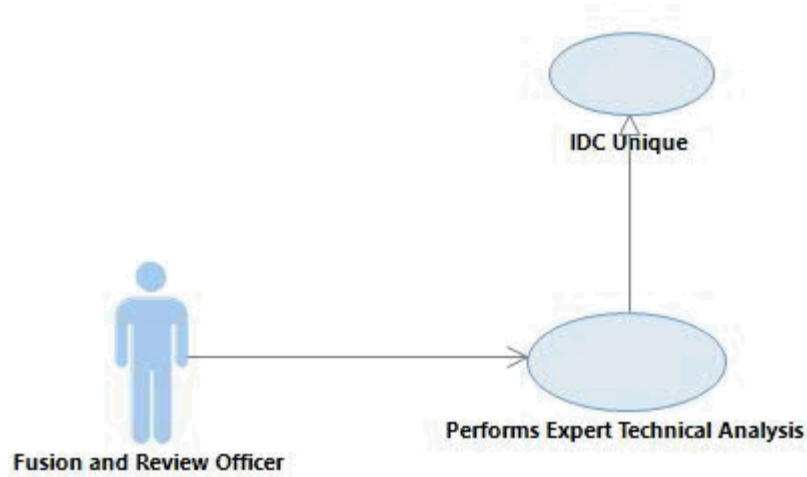 IDC Unique
Performs Expert Technical Analysis
Fusion and Review Officer